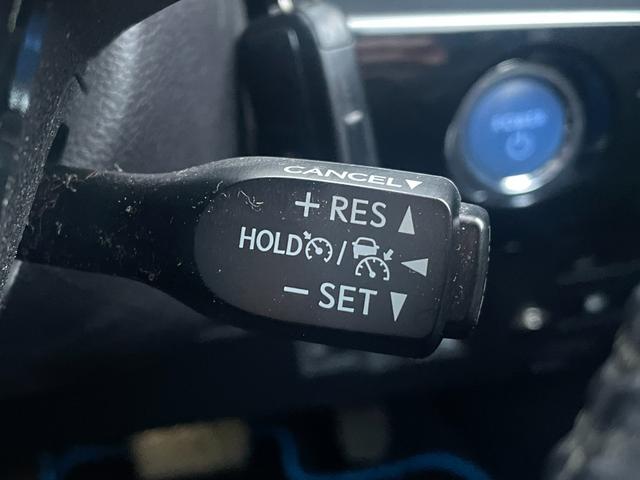 CANCEL▼
+ RES ▲
HOLD / ◀
− SET ▼
POWER